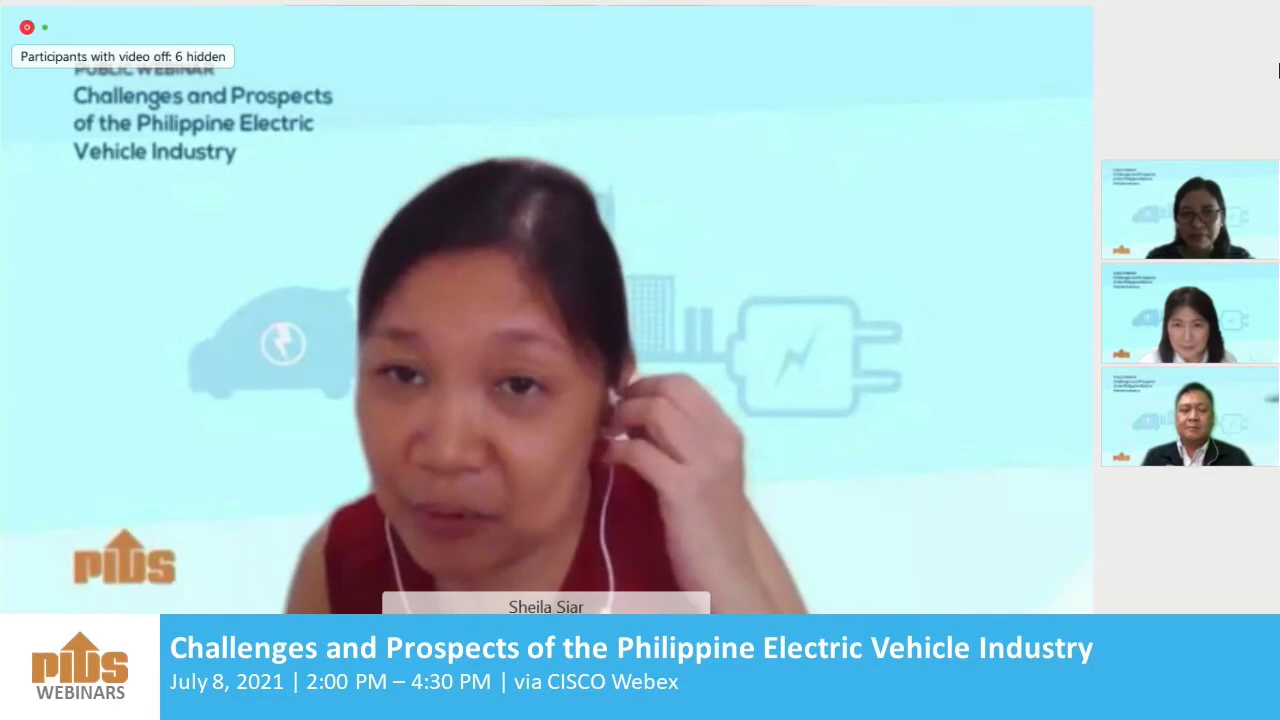 Participants with video off: 6 hidden
PUBLIC WEBINAR
Challenges and Prospects
of the Philippine Electric
Vehicle Industry
PIDS
Sheila Siar
PIDS
WEBINARS
Challenges and Prospects of the Philippine Electric Vehicle Industry
July 8, 2021 | 2:00 PM – 4:30 PM | via CISCO Webex